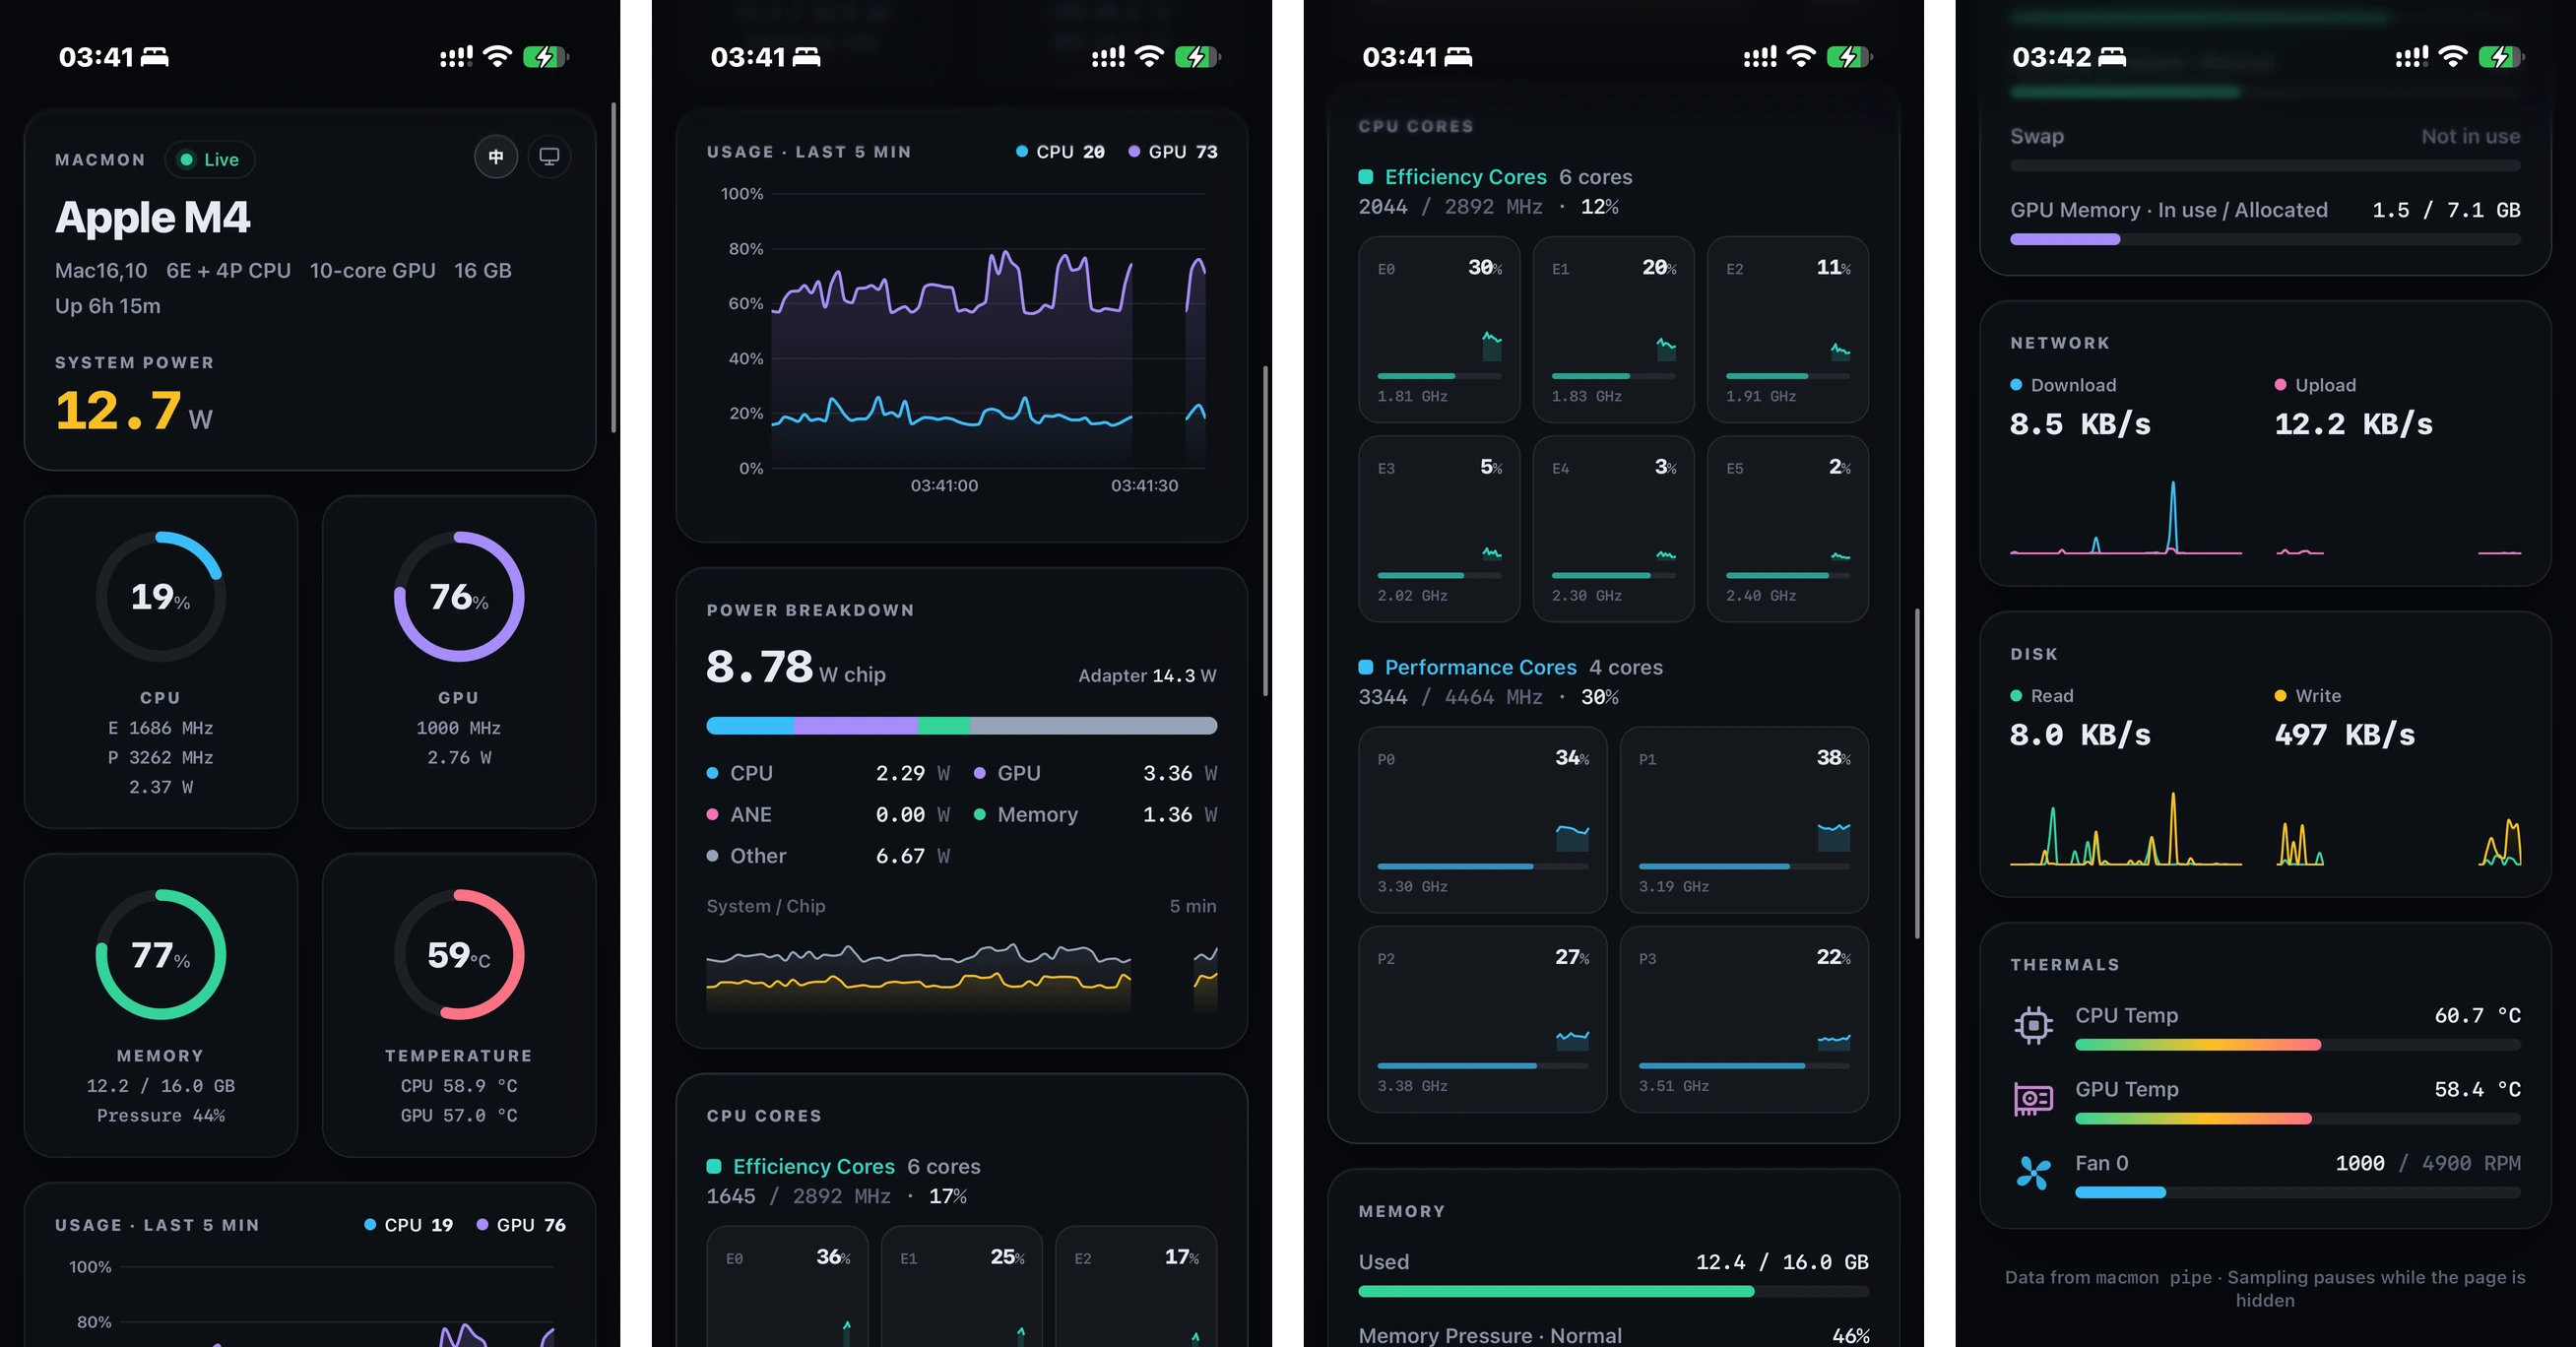 03:41
MACMON
Live
中
Apple M4
Mac16,10 6E + 4P CPU 10-core GPU 16 GB
Up 6h 15m
SYSTEM POWER
12.7 W
19%
CPU
E 1686 MHz
P 3262 MHz
2.37 W
76%
GPU
1000 MHz
2.76 W
77%
MEMORY
12.2 / 16.0 GB
Pressure 44%
59°C
TEMPERATURE
CPU 58.9 °C
GPU 57.0 °C
USAGE · LAST 5 MIN
CPU 19
GPU 76
100%
80%
03:41
USAGE · LAST 5 MIN
CPU 20
GPU 73
100%
80%
60%
40%
20%
0%
03:41:00
03:41:30
POWER BREAKDOWN
8.78 W chip
Adapter 14.3 W
CPU 2.29 W
GPU 3.36 W
ANE 0.00 W
Memory 1.36 W
Other 6.67 W
System / Chip
5 min
CPU CORES
Efficiency Cores 6 cores
1645 / 2892 MHz · 17%
E0 36%
E1 25%
E2 17%
03:41
CPU CORES
Efficiency Cores 6 cores
2044 / 2892 MHz · 12%
E0 30%
1.81 GHz
E1 20%
1.83 GHz
E2 11%
1.91 GHz
E3 5%
2.02 GHz
E4 3%
2.30 GHz
E5 2%
2.40 GHz
Performance Cores 4 cores
3344 / 4464 MHz · 30%
P0 34%
3.30 GHz
P1 38%
3.19 GHz
P2 27%
3.38 GHz
P3 22%
3.51 GHz
MEMORY
Used 12.4 / 16.0 GB
Memory Pressure · Normal 46%
03:42
Swap Not in use
GPU Memory · In use / Allocated 1.5 / 7.1 GB
NETWORK
Download
8.5 KB/s
Upload
12.2 KB/s
DISK
Read
8.0 KB/s
Write
497 KB/s
THERMALS
CPU Temp 60.7 °C
GPU Temp 58.4 °C
Fan 0 1000 / 4900 RPM
Data from macmon pipe · Sampling pauses while the page is
hidden